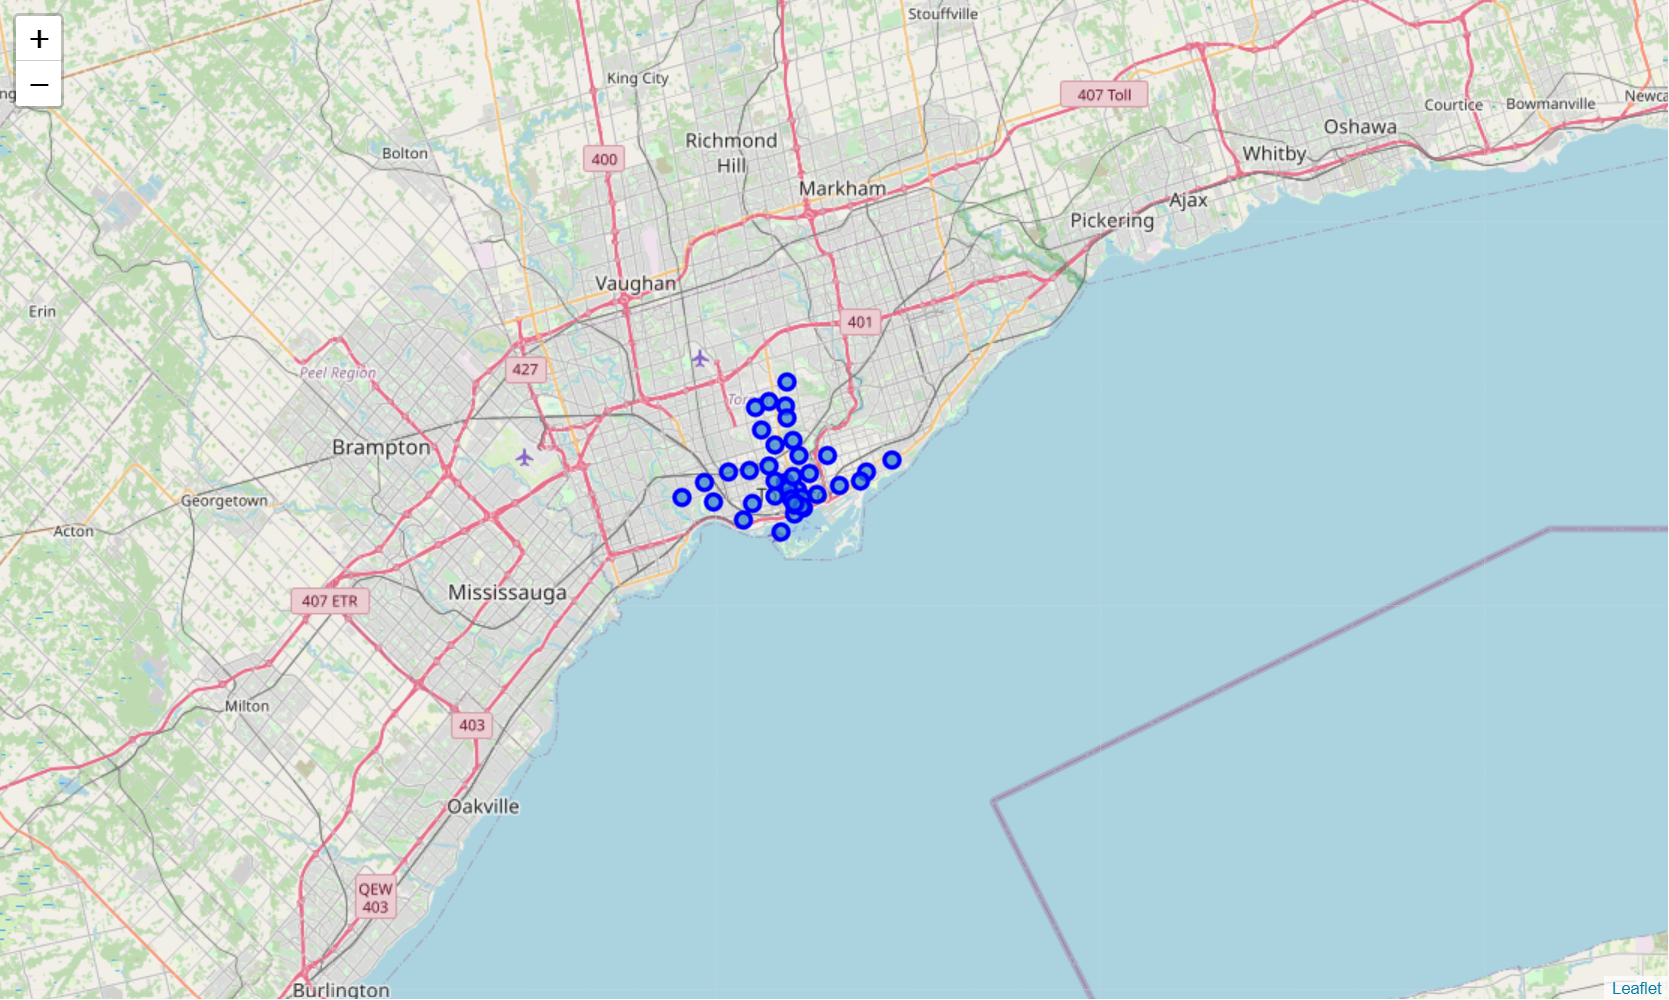 +
−
Stouffville
King City
407 Toll
Newca
Courtice
Bowmanville
Oshawa
Richmond
Hill
Bolton
400
Whitby
Markham
Ajax
Pickering
Vaughan
Erin
401
427
Peel Region
Tor
Brampton
Georgetown
T
Acton
Mississauga
407 ETR
Milton
403
Oakville
QEW
403
Burlington
Leaflet